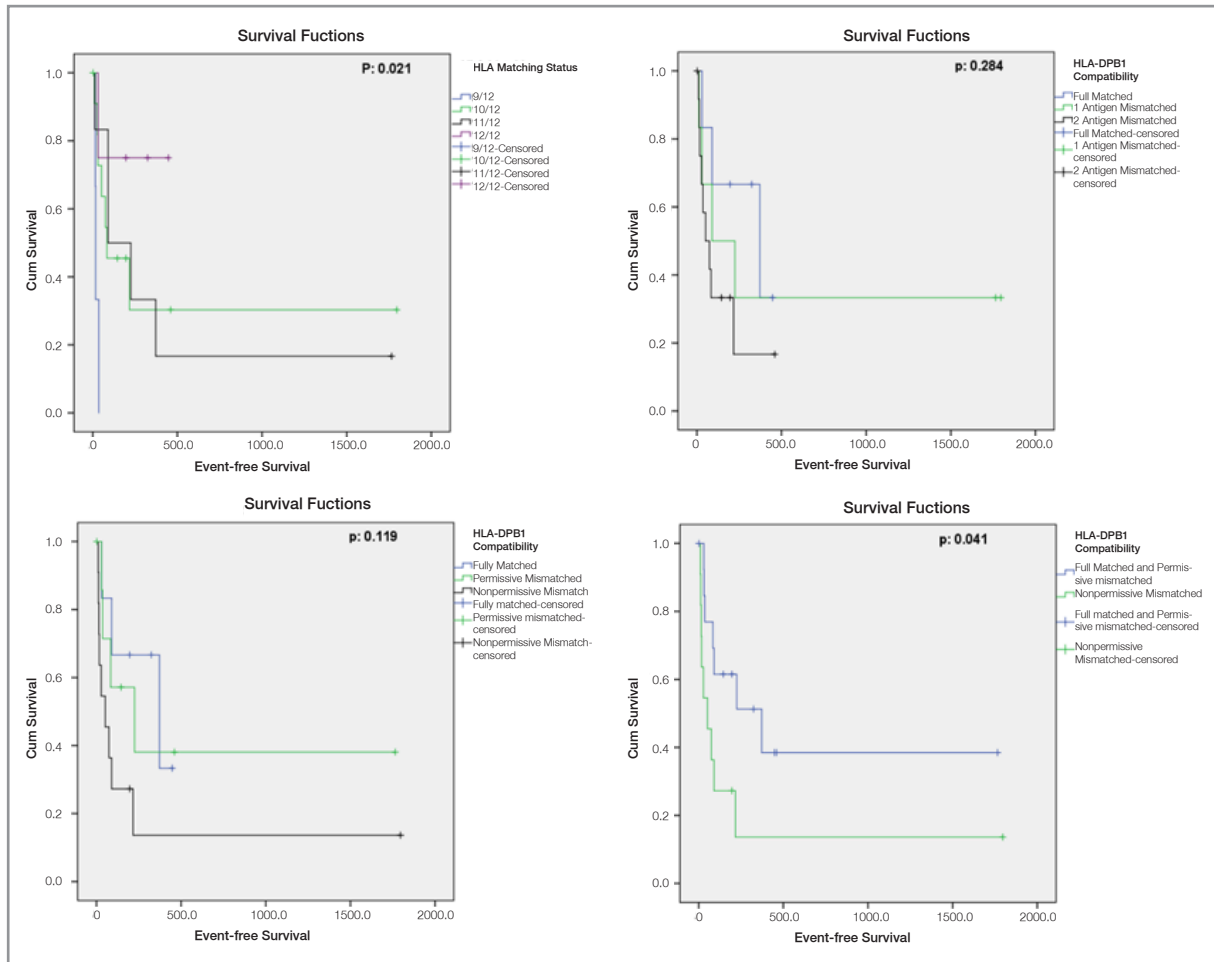 Survival Fuctions
P: 0.021
HLA Matching Status
9/12
10/12
11/12
12/12
9/12-Censored
10/12-Censored
11/12-Censored
12/12-Censored
Cum Survival
1.0
0.8
0.6
0.4
0.2
0.0
0
500.0
1000.0
1500.0
2000.0
Event-free Survival
Survival Fuctions
p: 0.284
HLA-DPB1
Compatibility
Full Matched
1 Antigen Mismatched
2 Antigen Mismatched
Full Matched-censored
1 Antigen Mismatched-
censored
2 Antigen Mismatched-
censored
Cum Survival
1.0
0.8
0.6
0.4
0.2
0.0
0
500.0
1000.0
1500.0
2000.0
Event-free Survival
Survival Fuctions
p: 0.119
HLA-DPB1
Compatibility
Fully Matched
Permissive Mismatched
Nonpermissive Mismatch
Fully matched-censored
Permissive mismatched-
censored
Nonpermissive Mismatch-
censored
Cum Survival
1.0
0.8
0.6
0.4
0.2
0.0
0
500.0
1000.0
1500.0
2000.0
Event-free Survival
Survival Fuctions
p: 0.041
HLA-DPB1
Compatibility
Full Matched and Permis-
sive mismatched
Nonpermissive Mismatched
Full matched and Permis-
sive mismatched-censored
Nonpermissive
Mismatched-censored
Cum Survival
1.0
0.8
0.6
0.4
0.2
0.0
0
500.0
1000.0
1500.0
2000.0
Event-free Survival